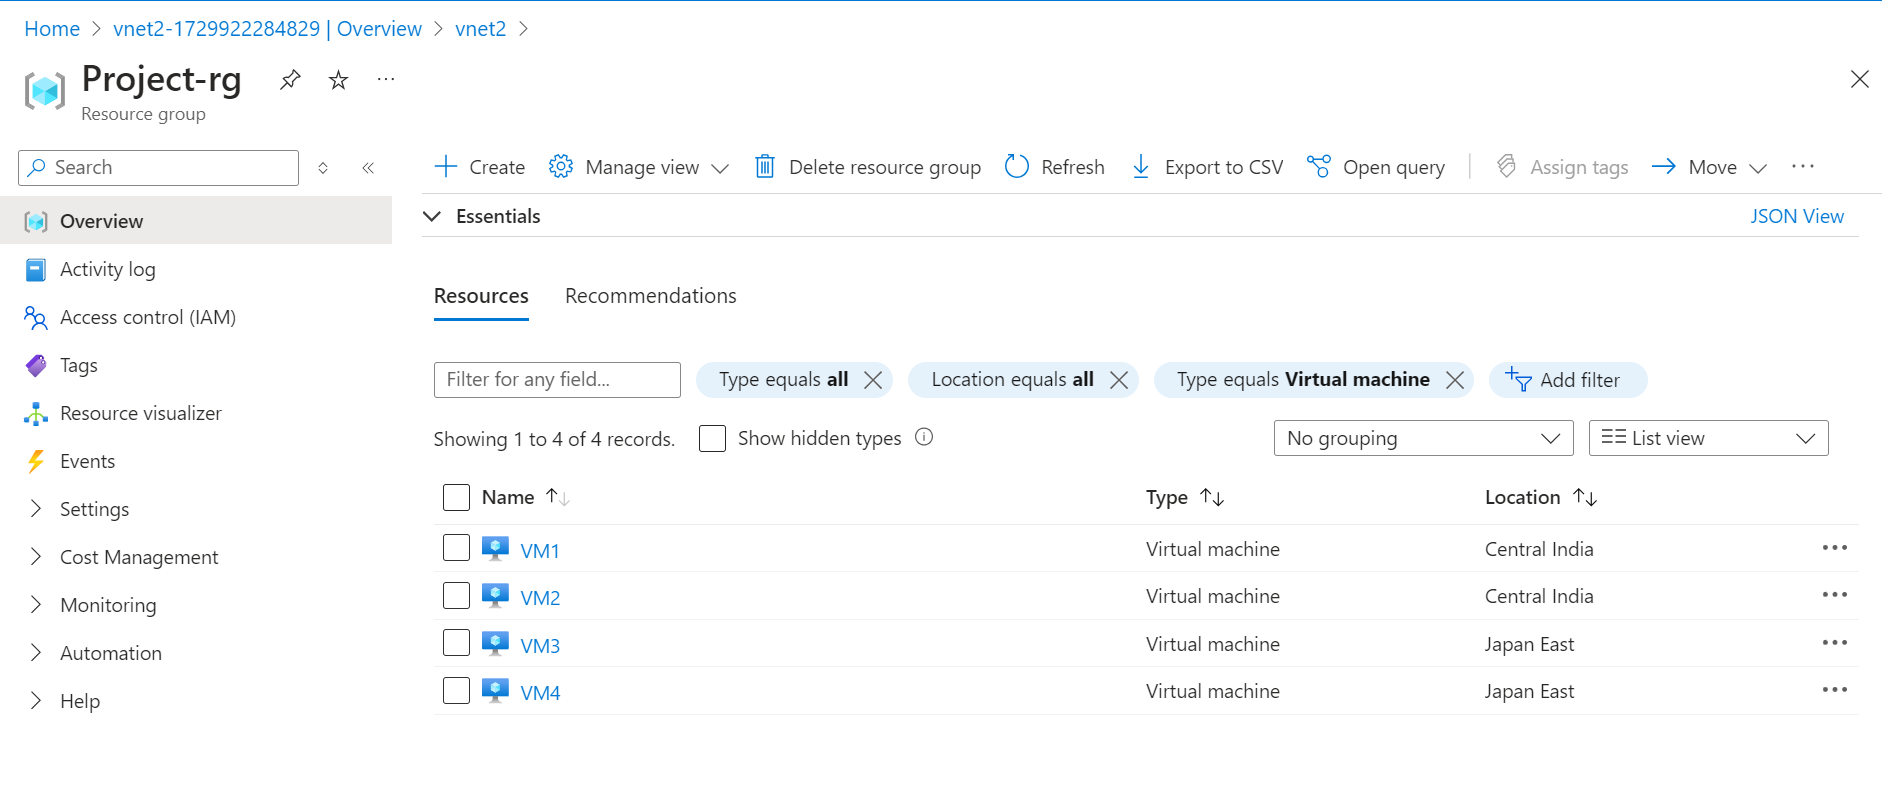 Home > vnet2-1729922284829 | Overview > vnet2 >
Project-rg
Resource group
Search
Overview
Activity log
Access control (IAM)
Tags
Resource visualizer
Events
Settings
Cost Management
Monitoring
Automation
Help
Create Manage view Delete resource group Refresh Export to CSV Open query Assign tags Move
Essentials JSON View
Resources Recommendations
Filter for any field... Type equals all Location equals all Type equals Virtual machine Add filter
Showing 1 to 4 of 4 records. Show hidden types No grouping List view
Name Type Location
VM1 Virtual machine Central India
VM2 Virtual machine Central India
VM3 Virtual machine Japan East
VM4 Virtual machine Japan East